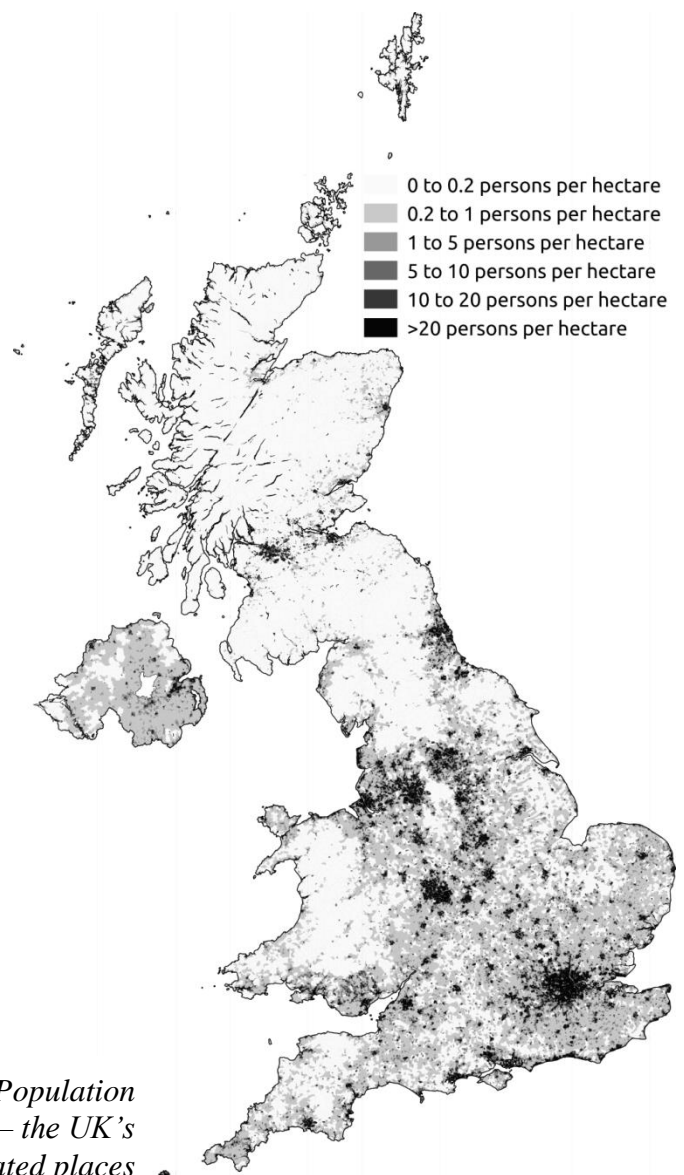 0 to 0.2 persons per hectare
0.2 to 1 persons per hectare
1 to 5 persons per hectare
5 to 10 persons per hectare
10 to 20 persons per hectare
>20 persons per hectare
Population
– the UK's
places